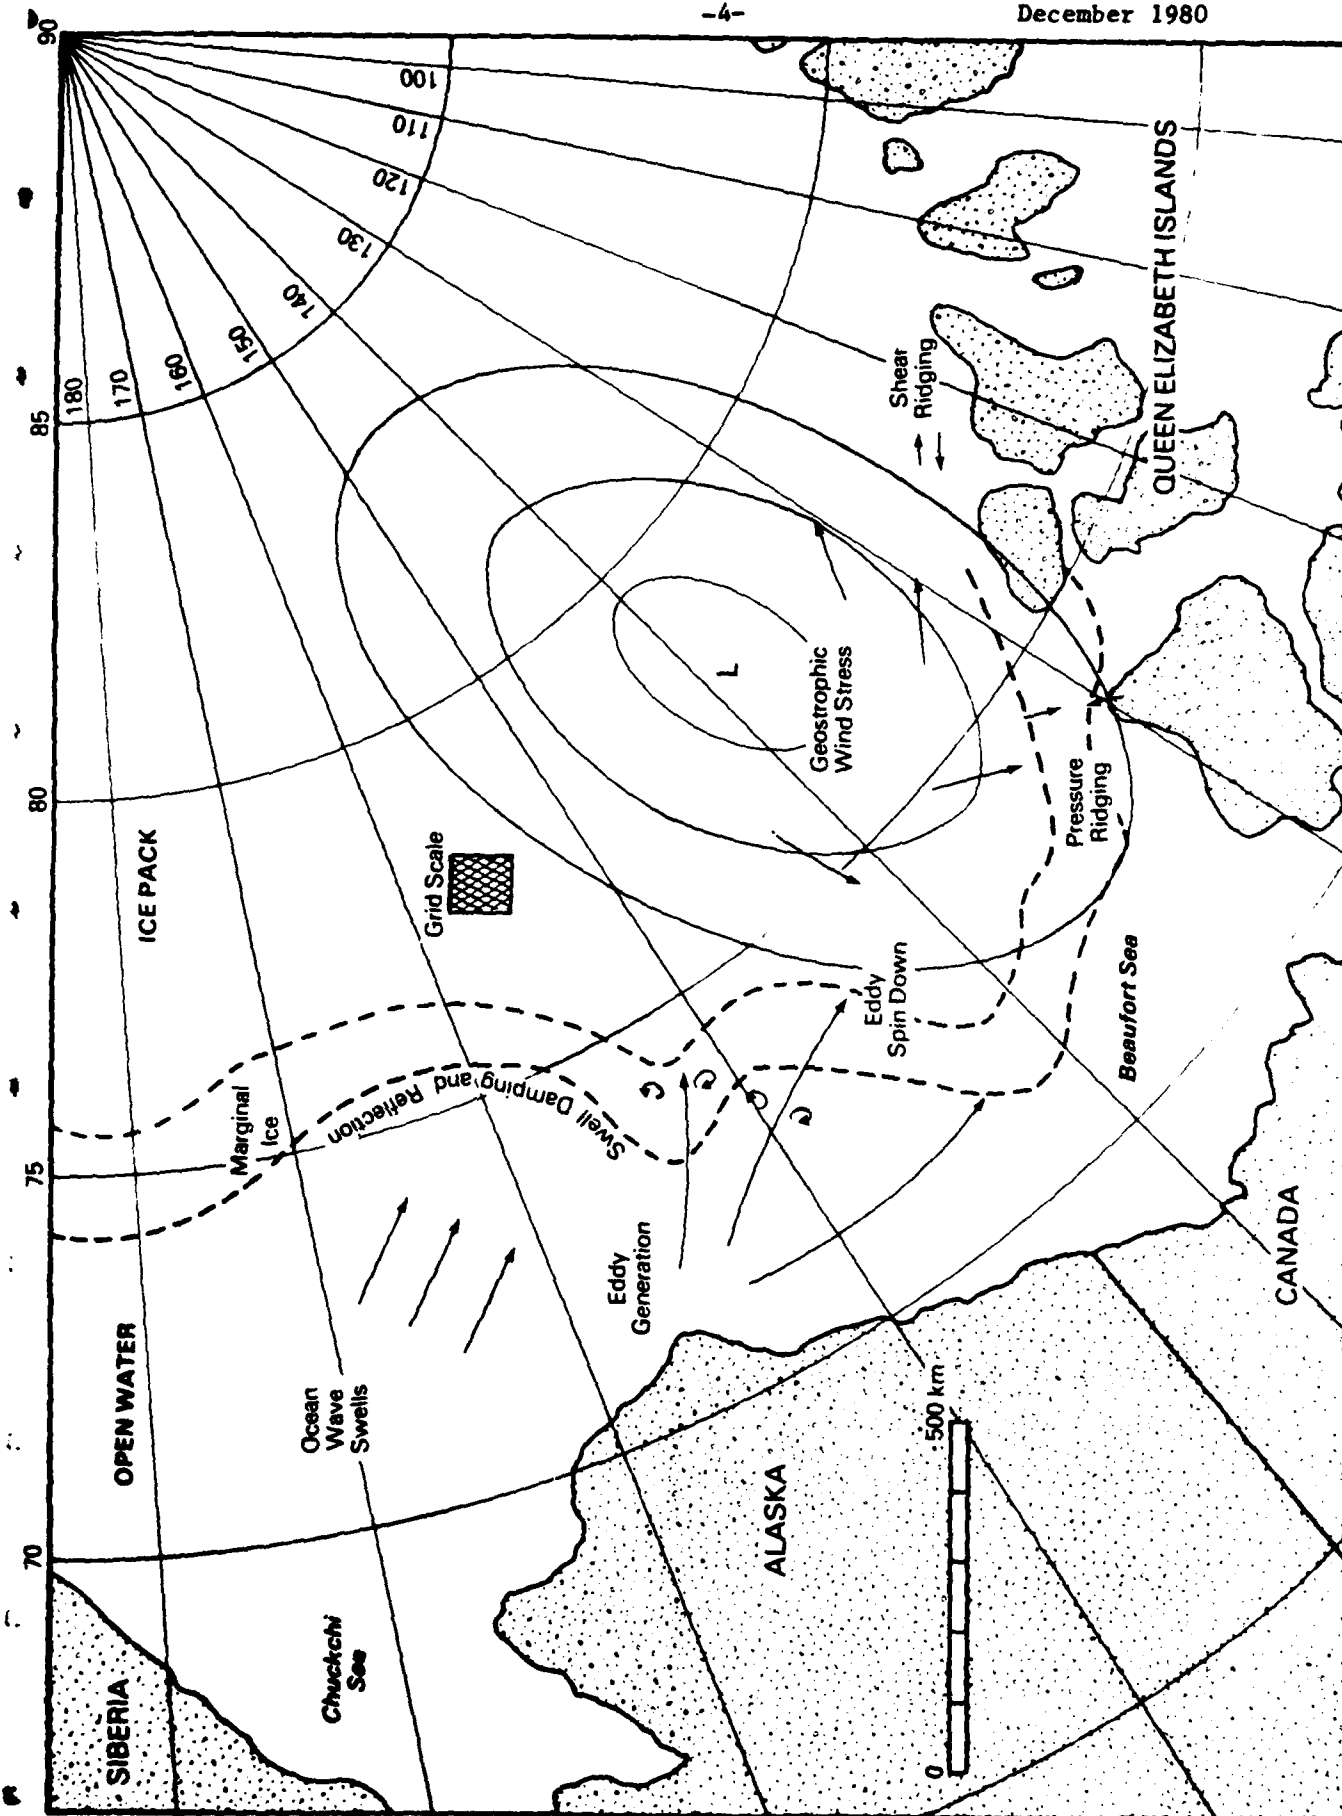 -4-
December 1980
90
85
80
75
70
180
170
160
150
140
130
120
110
100
ICE PACK
OPEN WATER
SIBERIA
Chuckchi
Sea
Ocean
Wave
Swells
Marginal
Ice
Swell Damping and Reflection
Grid Scale
Eddy
Generation
Eddy
Spin Down
L
Geostrophic
Wind Stress
Shear
Ridging
Pressure
Ridging
QUEEN ELIZABETH ISLANDS
Beaufort Sea
CANADA
ALASKA
0
500 km